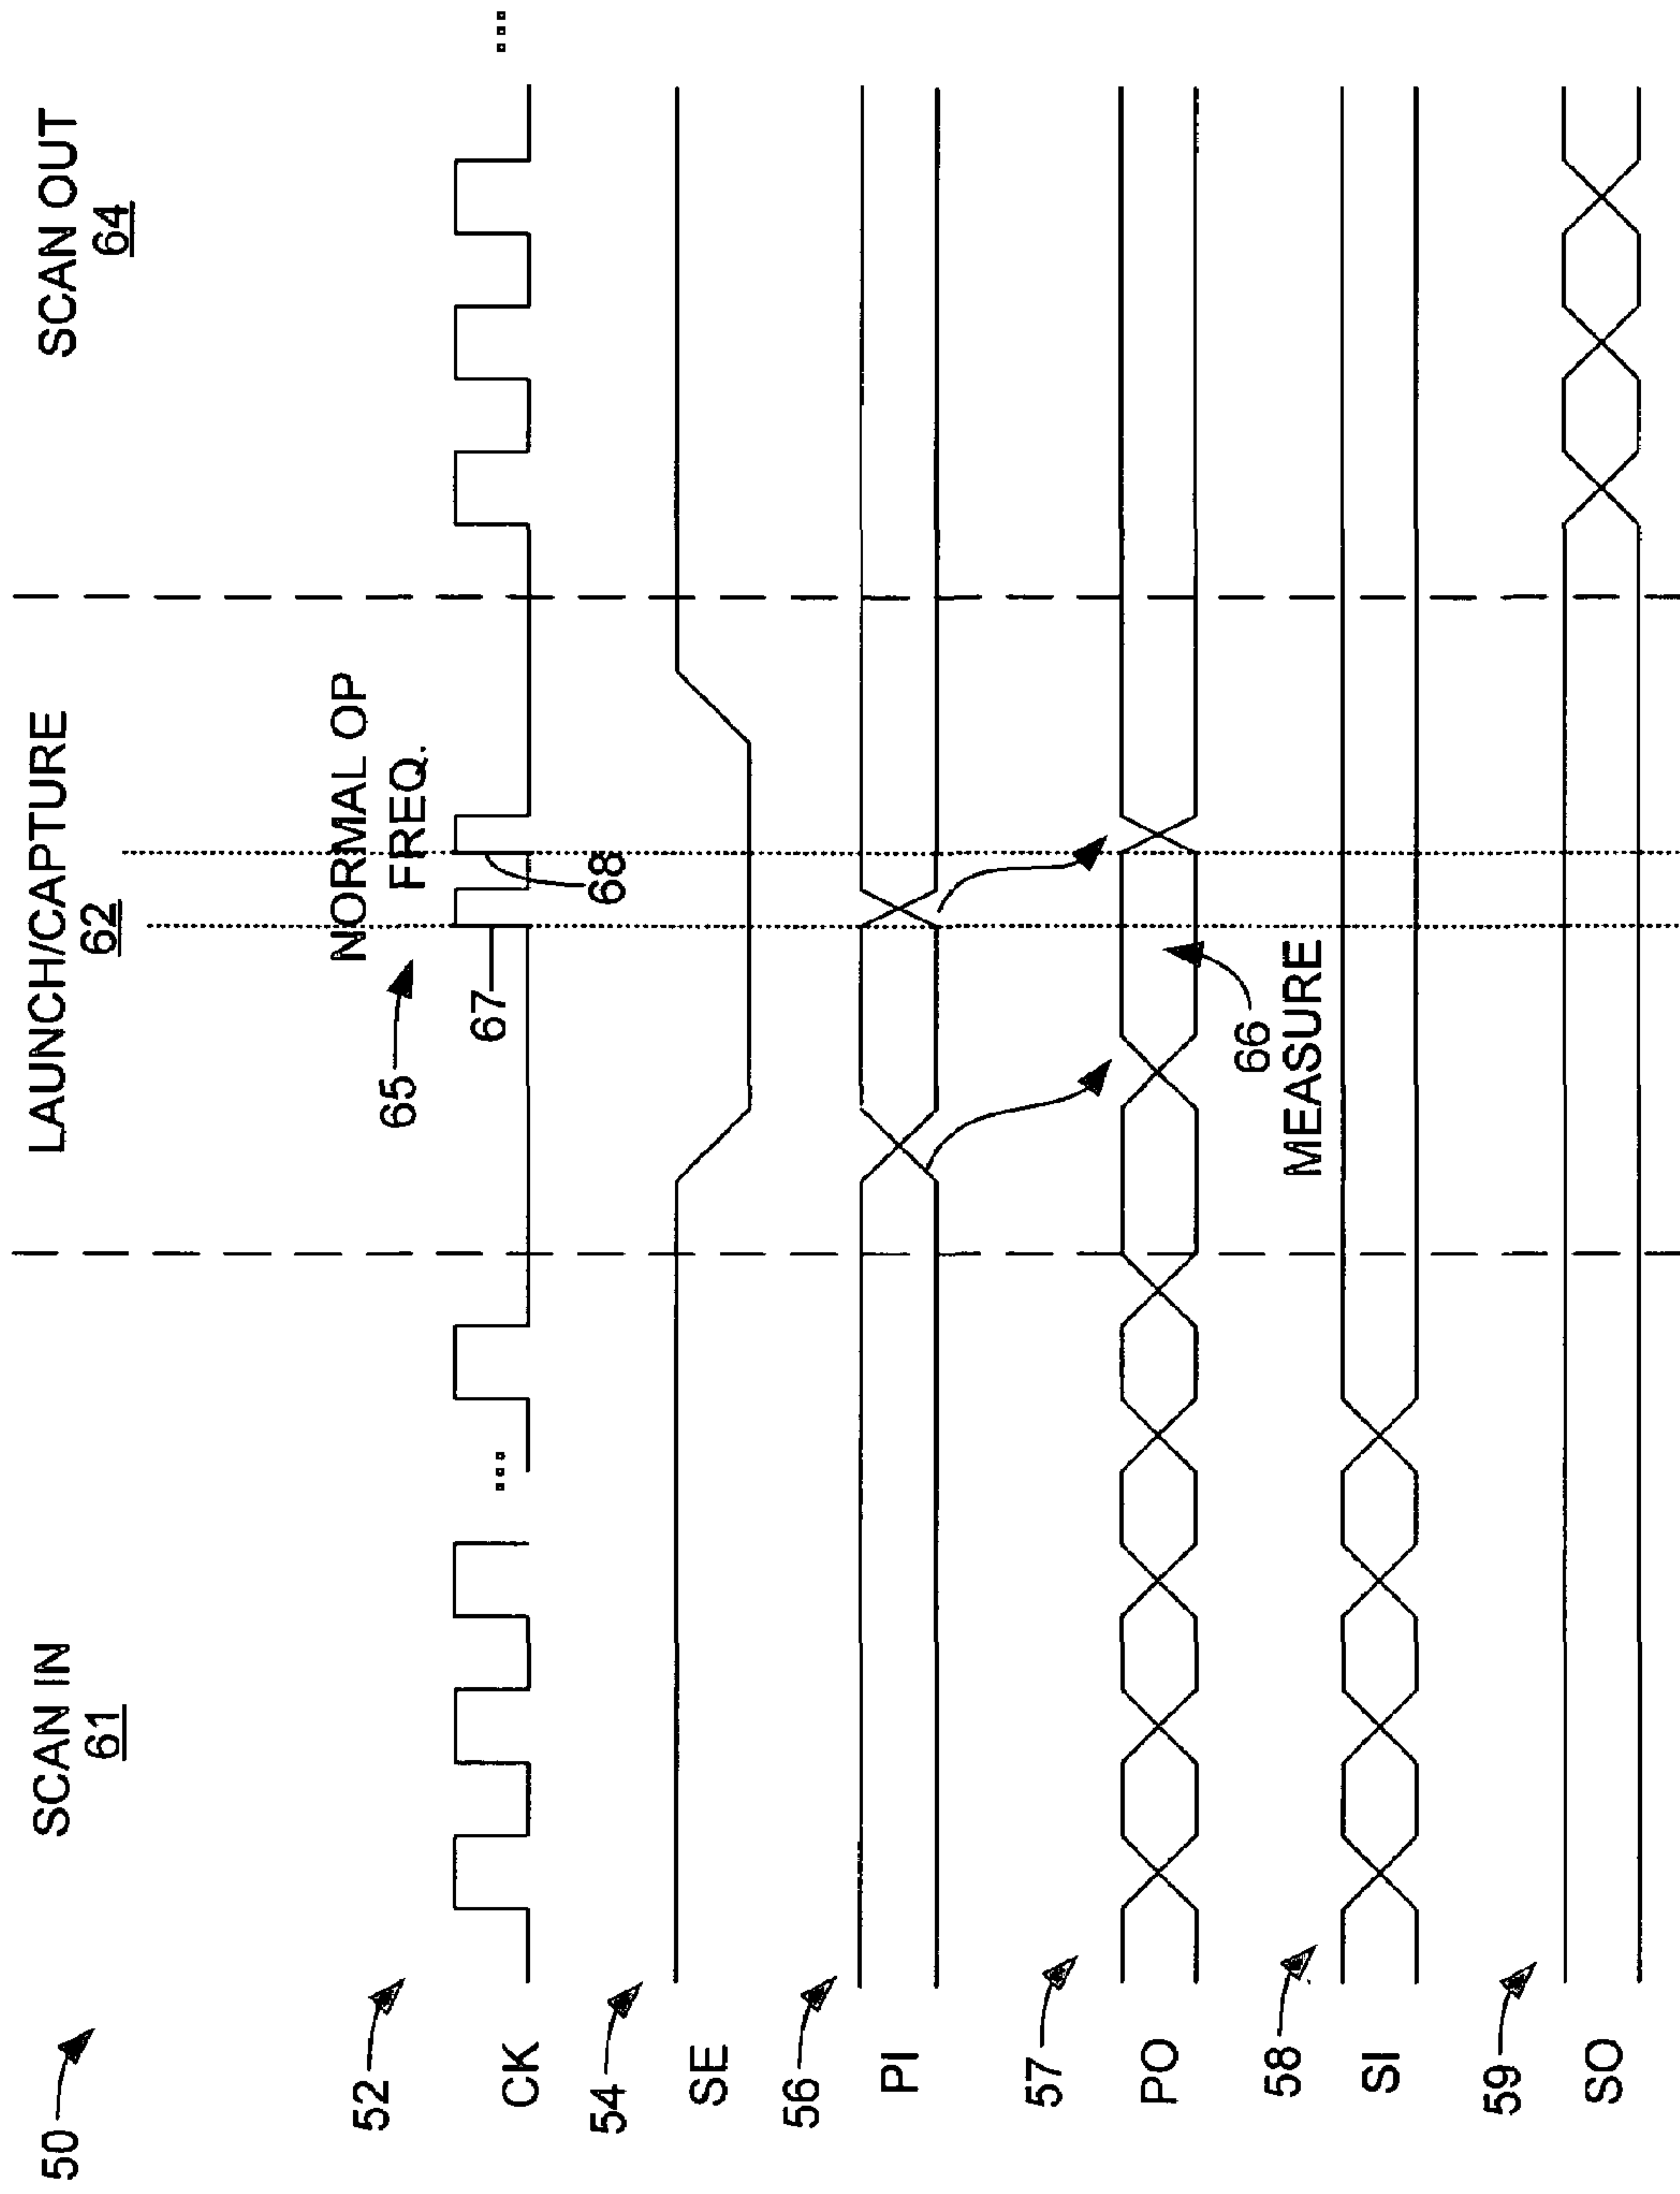 50
SCAN IN
61
LAUNCH/CAPTURE
62
SCAN OUT
64
52
CK
...
65
NORMAL OP
FREQ.
67
68
...
54
SE
56
PI
57
PO
66
MEASURE
58
SI
59
SO